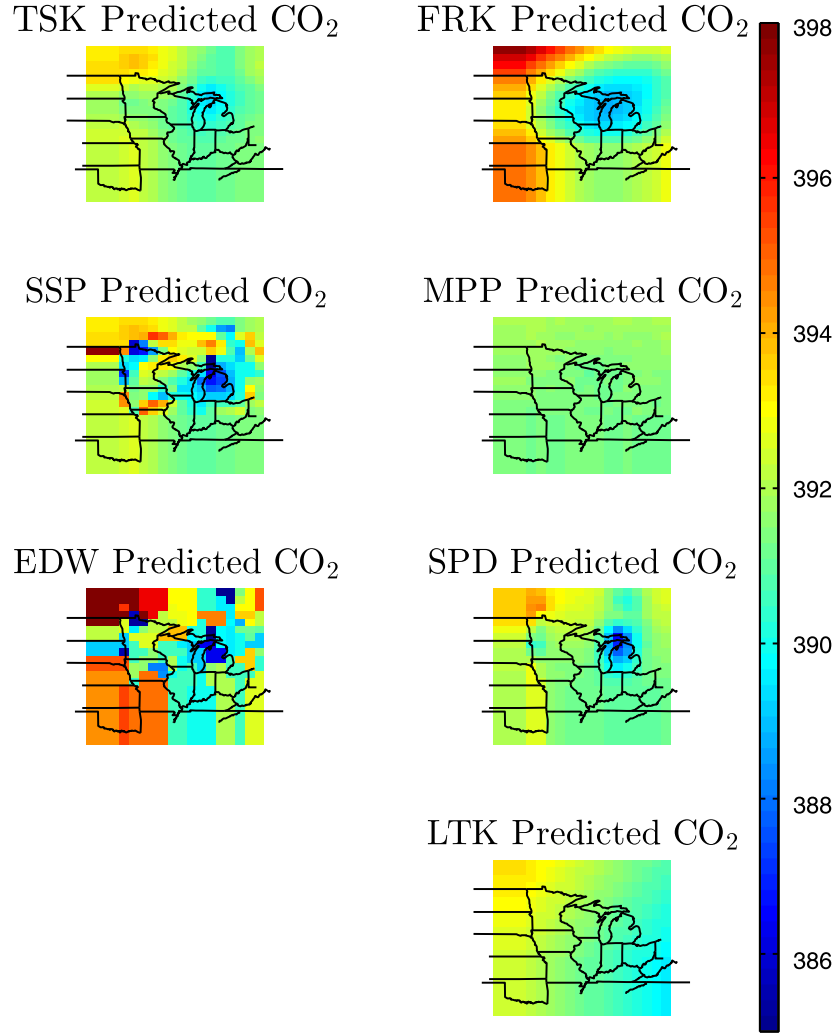 TSK Predicted CO₂
FRK Predicted CO₂
SSP Predicted CO₂
MPP Predicted CO₂
EDW Predicted CO₂
SPD Predicted CO₂
LTK Predicted CO₂
398
396
394
392
390
388
386